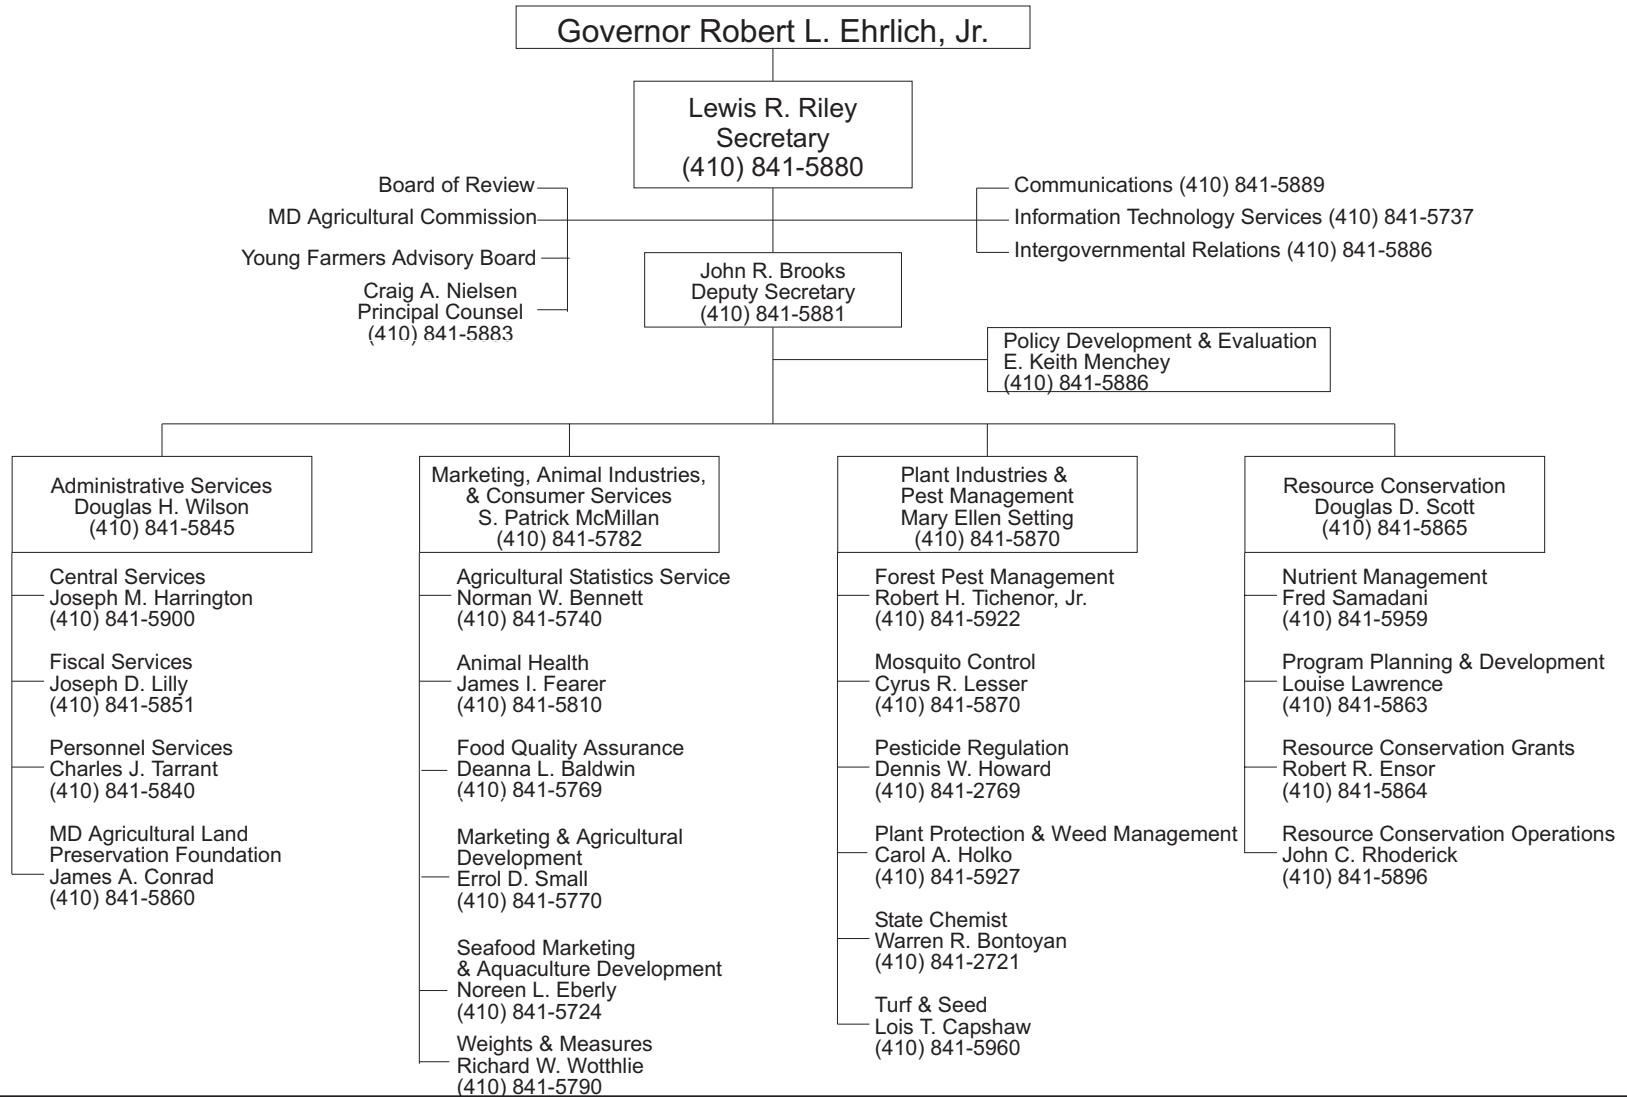 Governor Robert L. Ehrlich, Jr.
Lewis R. Riley
Secretary
(410) 841-5880
Board of Review
MD Agricultural Commission
Young Farmers Advisory Board
Craig A. Nielsen
Principal Counsel
(410) 841-5883
Communications (410) 841-5889
Information Technology Services (410) 841-5737
Intergovernmental Relations (410) 841-5886
John R. Brooks
Deputy Secretary
(410) 841-5881
Policy Development & Evaluation
E. Keith Menchey
(410) 841-5886
Administrative Services
Douglas H. Wilson
(410) 841-5845
Central Services
Joseph M. Harrington
(410) 841-5900
Fiscal Services
Joseph D. Lilly
(410) 841-5851
Personnel Services
Charles J. Tarrant
(410) 841-5840
MD Agricultural Land
Preservation Foundation
James A. Conrad
(410) 841-5860
Marketing, Animal Industries,
& Consumer Services
S. Patrick McMillan
(410) 841-5782
Agricultural Statistics Service
Norman W. Bennett
(410) 841-5740
Animal Health
James I. Fearer
(410) 841-5810
Food Quality Assurance
Deanna L. Baldwin
(410) 841-5769
Marketing & Agricultural
Development
Errol D. Small
(410) 841-5770
Seafood Marketing
& Aquaculture Development
Noreen L. Eberly
(410) 841-5724
Weights & Measures
Richard W. Wotthlie
(410) 841-5790
Plant Industries &
Pest Management
Mary Ellen Setting
(410) 841-5870
Forest Pest Management
Robert H. Tichenor, Jr.
(410) 841-5922
Mosquito Control
Cyrus R. Lesser
(410) 841-5870
Pesticide Regulation
Dennis W. Howard
(410) 841-2769
Plant Protection & Weed Management
Carol A. Holko
(410) 841-5927
State Chemist
Warren R. Bontoyan
(410) 841-2721
Turf & Seed
Lois T. Capshaw
(410) 841-5960
Resource Conservation
Douglas D. Scott
(410) 841-5865
Nutrient Management
Fred Samadani
(410) 841-5959
Program Planning & Development
Louise Lawrence
(410) 841-5863
Resource Conservation Grants
Robert R. Ensor
(410) 841-5864
Resource Conservation Operations
John C. Rhoderick
(410) 841-5896